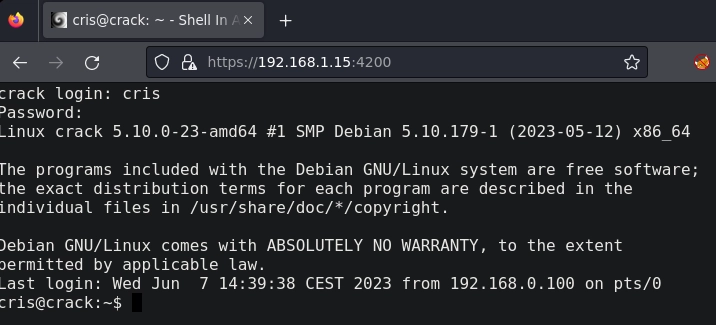 cris@crack: ~ - Shell In A
https://192.168.1.15:4200
crack login: cris
Password:
Linux crack 5.10.0-23-amd64 #1 SMP Debian 5.10.179-1 (2023-05-12) x86_64
The programs included with the Debian GNU/Linux system are free software;
the exact distribution terms for each program are described in the
individual files in /usr/share/doc/*/copyright.
Debian GNU/Linux comes with ABSOLUTELY NO WARRANTY, to the extent
permitted by applicable law.
Last login: Wed Jun  7 14:39:38 CEST 2023 from 192.168.0.100 on pts/0
cris@crack:~$